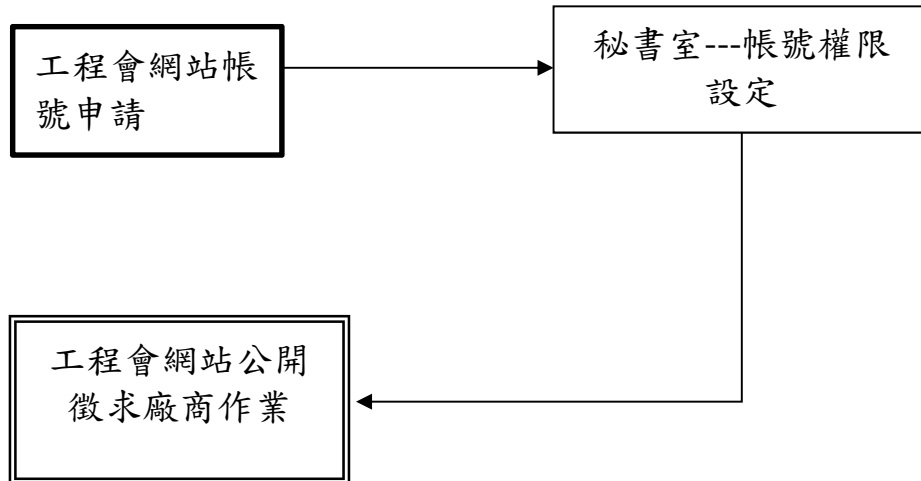 工程會網站帳
號申請
秘書室---帳號權限
設定
工程會網站公開
徵求廠商作業